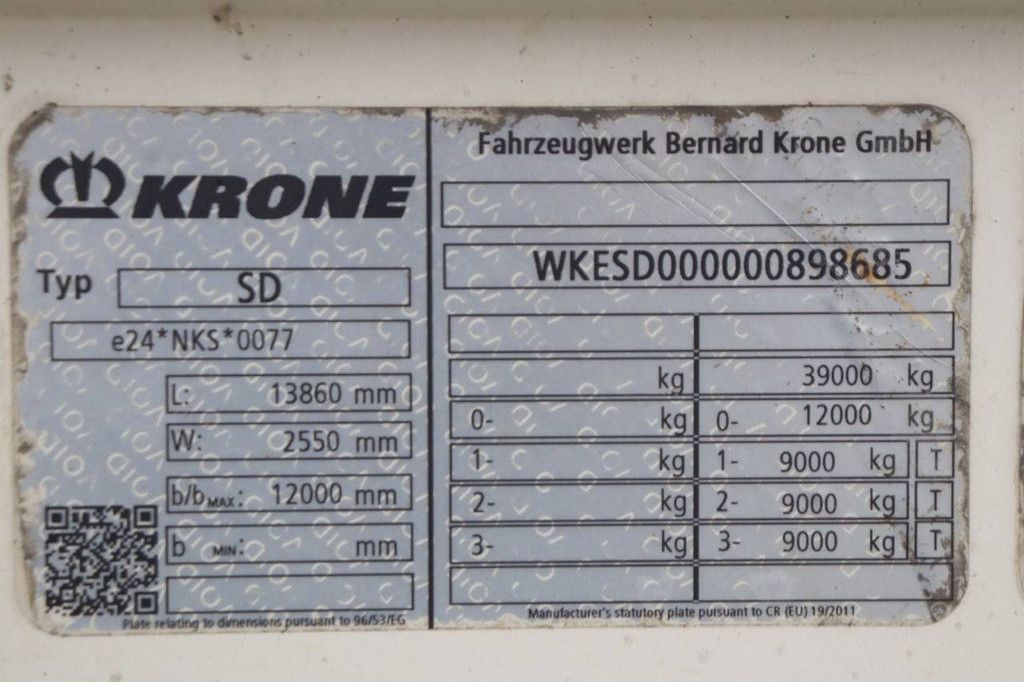 KRONE
Typ SD
e24*NKS*0077
L: 13860 mm
W: 2550 mm
b/b MAX: 12000 mm
b MIN: mm
Plate relating to dimensions pursuant to 96/53/EG
Fahrzeugwerk Bernard Krone GmbH
WKESD000000898685
kg 39000 kg
0- kg 0- 12000 kg
1- kg 1- 9000 kg T
2- kg 2- 9000 kg T
3- kg 3- 9000 kg T
Manufacturer's statutory plate pursuant to CR (EU) 19/2011